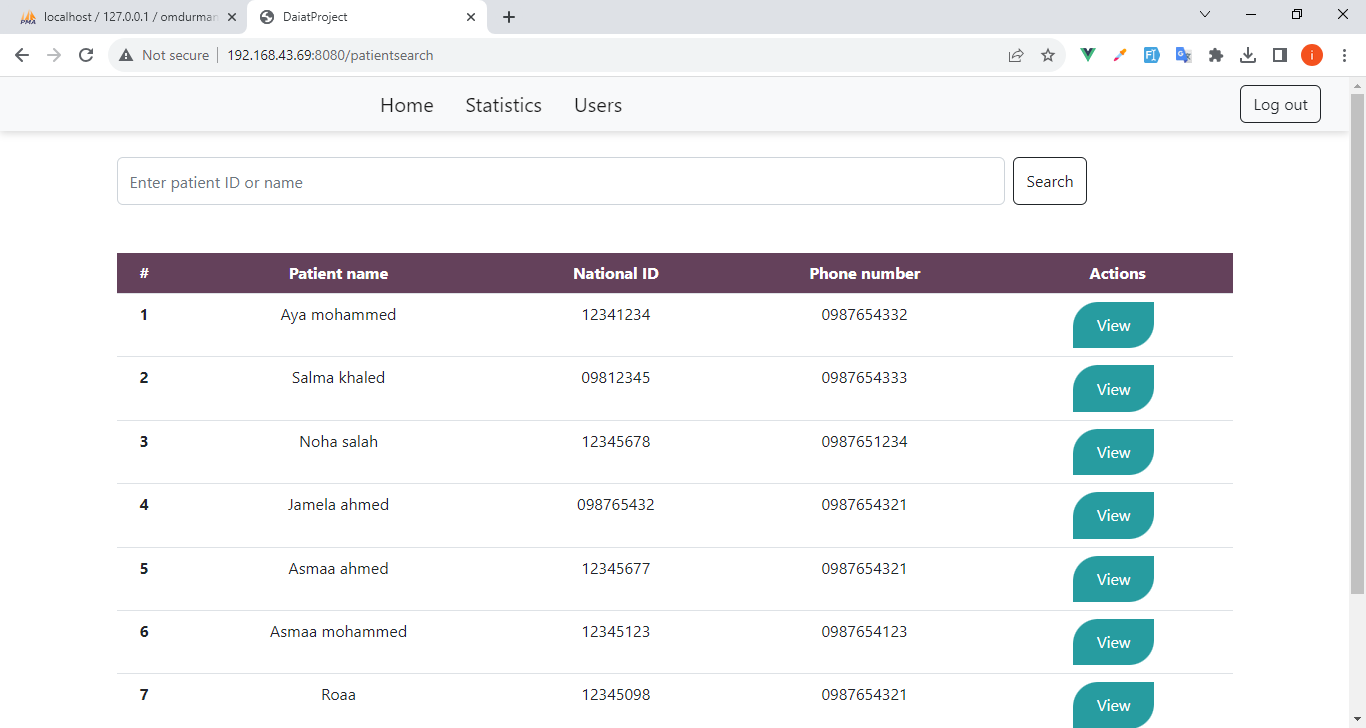 localhost / 127.0.0.1 / omdurman
DaiatProject
Not secure 192.168.43.69:8080/patientsearch
Home Statistics Users Log out
Enter patient ID or name Search
# Patient name National ID Phone number Actions
1 Aya mohammed 12341234 0987654332 View
2 Salma khaled 09812345 0987654333 View
3 Noha salah 12345678 0987651234 View
4 Jamela ahmed 098765432 0987654321 View
5 Asmaa ahmed 12345677 0987654321 View
6 Asmaa mohammed 12345123 0987654123 View
7 Roaa 12345098 0987654321 View